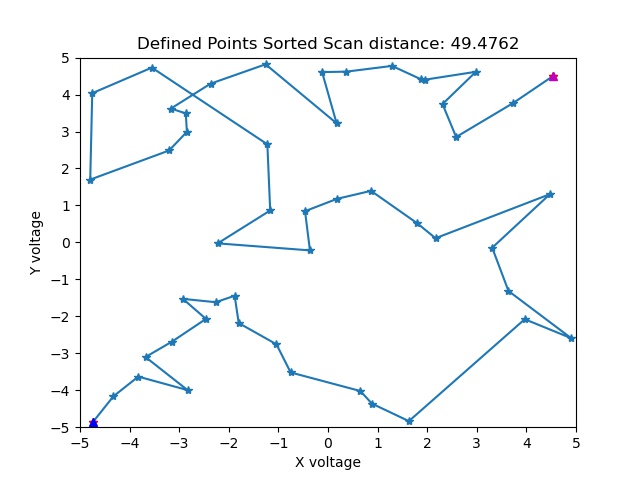 Defined Points Sorted Scan distance: 49.4762
5
4
3
2
1
0
−1
−2
−3
−4
−5
Y voltage
−5 −4 −3 −2 −1 0 1 2 3 4 5
X voltage